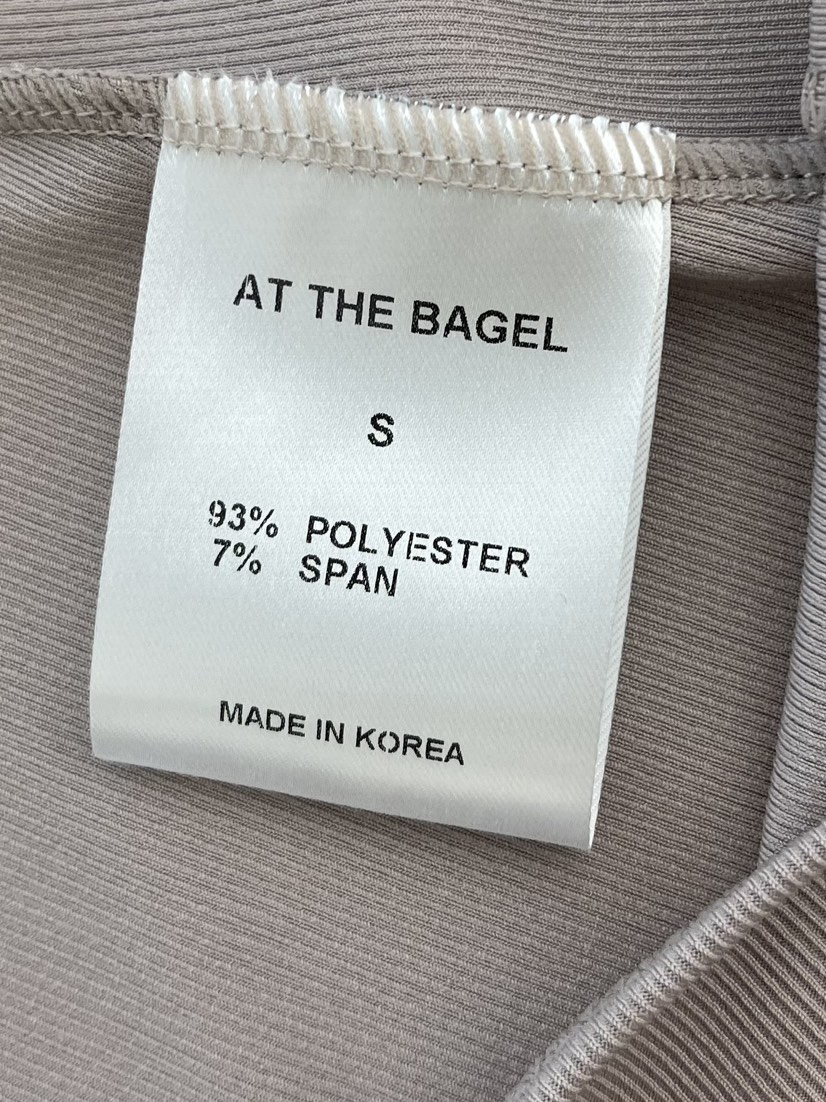 AT THE BAGEL
S
93% POLYESTER
7% SPAN
MADE IN KOREA